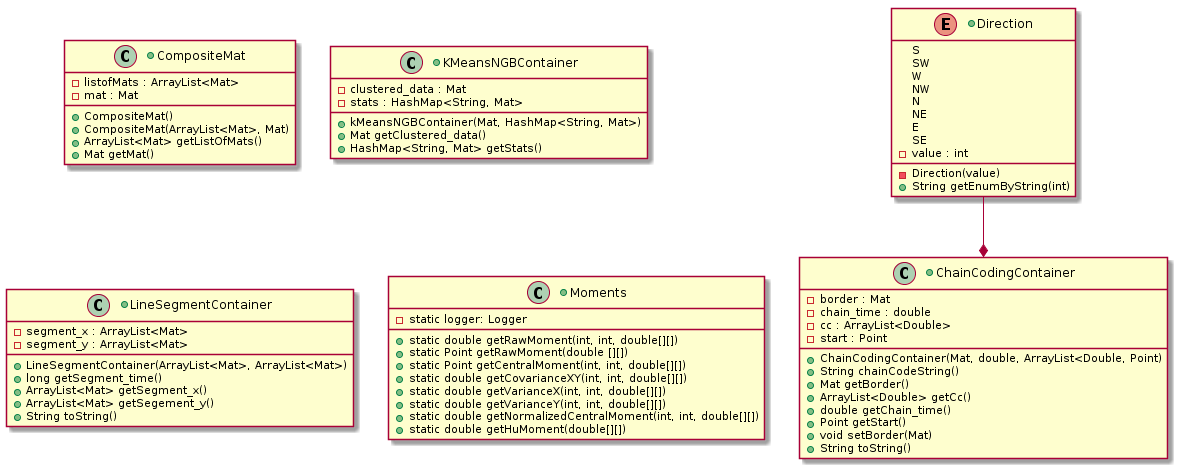 C CompositeMat
listofMats : ArrayList<Mat>
mat : Mat
CompositeMat()
CompositeMat(ArrayList<Mat>, Mat)
ArrayList<Mat> getListOfMats()
Mat getMat()
C KMeansNGBContainer
clustered_data : Mat
stats : HashMap<String, Mat>
kMeansNGBContainer(Mat, HashMap<String, Mat>)
Mat getClustered_data()
HashMap<String, Mat> getStats()
E Direction
S
SW
W
NW
N
NE
E
SE
value : int
Direction(value)
String getEnumByString(int)
C LineSegmentContainer
segment_x : ArrayList<Mat>
segment_y : ArrayList<Mat>
LineSegmentContainer(ArrayList<Mat>, ArrayList<Mat>)
long getSegment_time()
ArrayList<Mat> getSegment_x()
ArrayList<Mat> getSegement_y()
String toString()
C Moments
static logger: Logger
static double getRawMoment(int, int, double[][])
static Point getRawMoment(double [][])
static Point getCentralMoment(int, int, double[][])
static double getCovarianceXY(int, int, double[][])
static double getVarianceX(int, int, double[][])
static double getVarianceY(int, int, double[][])
static double getNormalizedCentralMoment(int, int, double[][])
static double getHuMoment(double[][])
C ChainCodingContainer
border : Mat
chain_time : double
cc : ArrayList<Double>
start : Point
ChainCodingContainer(Mat, double, ArrayList<Double, Point)
String chainCodeString()
Mat getBorder()
ArrayList<Double> getCc()
double getChain_time()
Point getStart()
void setBorder(Mat)
String toString()